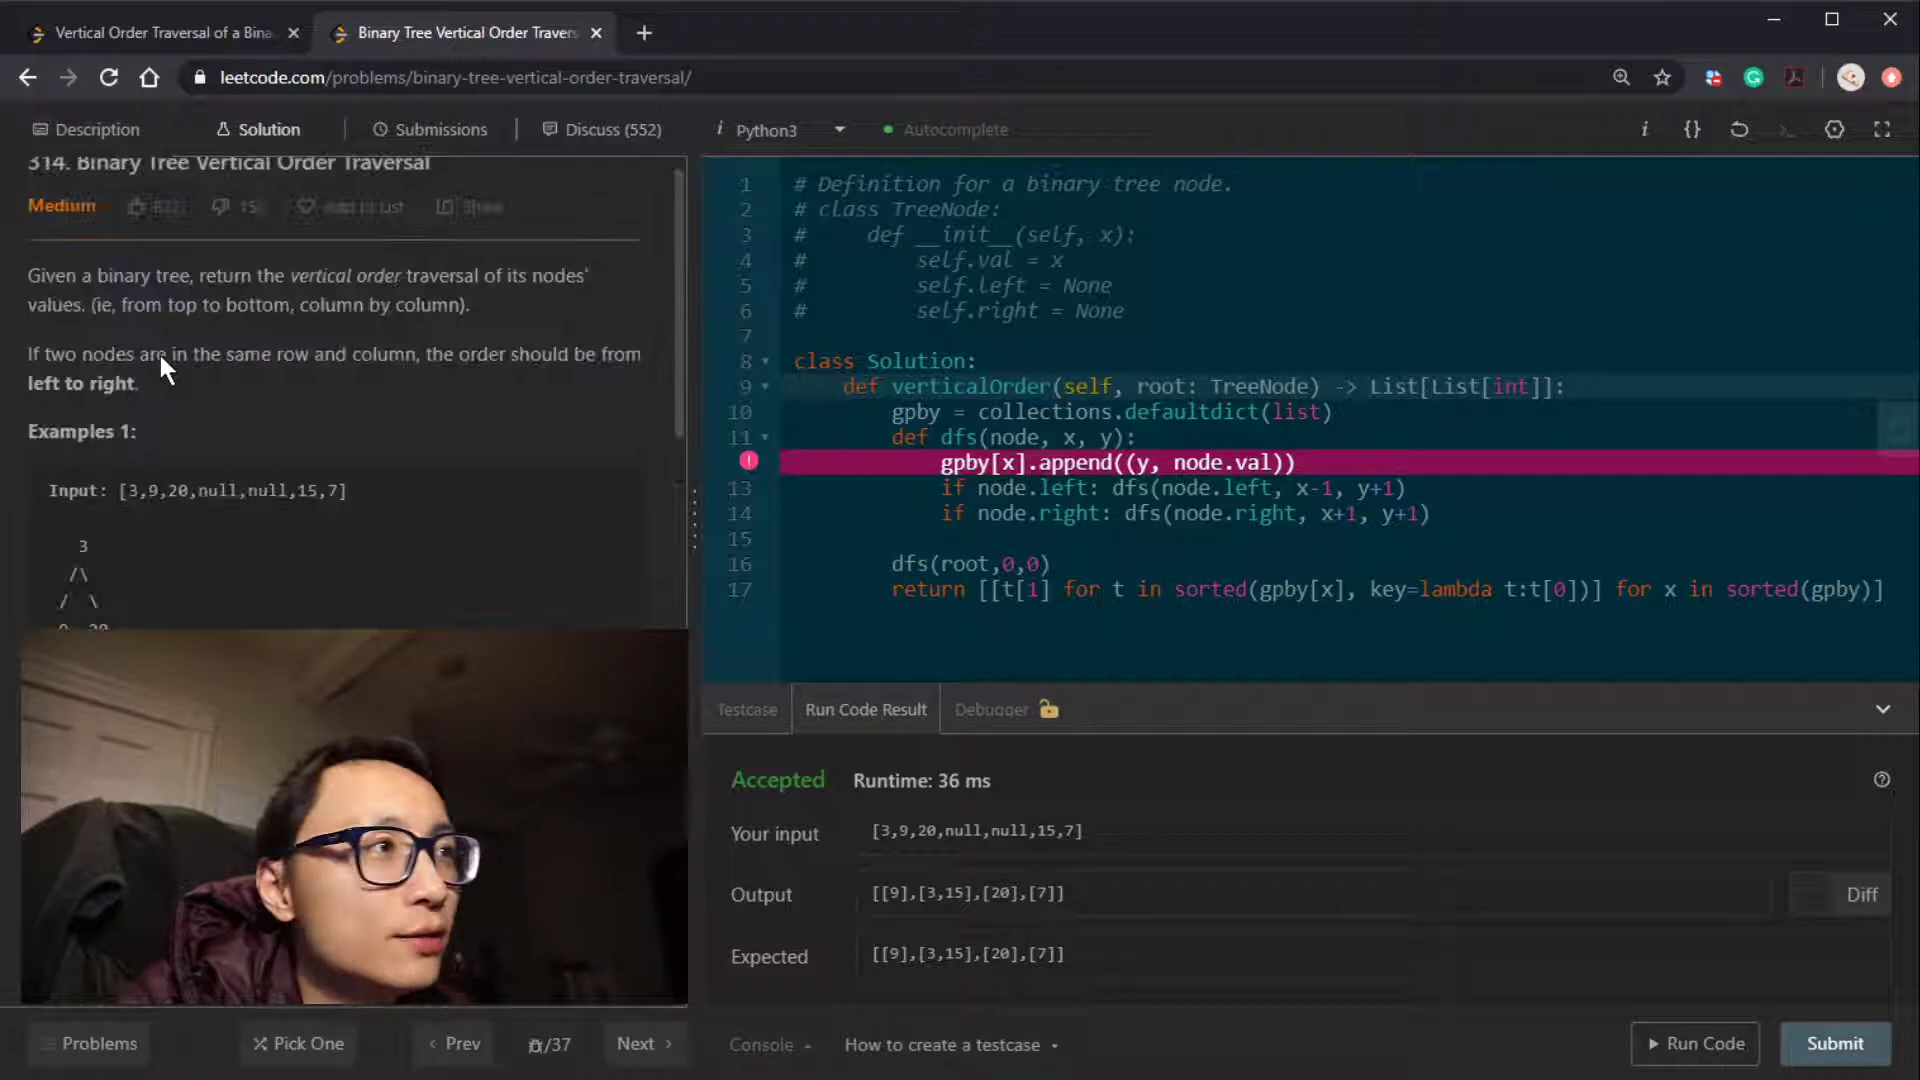 Vertical Order Traversal of a Bina
Binary Tree Vertical Order Travers
leetcode.com/problems/binary-tree-vertical-order-traversal/
Description
Solution
Submissions
Discuss (552)
Python3
Autocomplete
314. Binary Tree Vertical Order Traversal
Medium
Add to List
Share
Given a binary tree, return the vertical order traversal of its nodes'
values. (ie, from top to bottom, column by column).
If two nodes are in the same row and column, the order should be from
left to right.
Examples 1:
Input: [3,9,20,null,null,15,7]
3
/\
/ \
9 20
1 # Definition for a binary tree node.
2 # class TreeNode:
3 #     def __init__(self, x):
4 #         self.val = x
5 #         self.left = None
6 #         self.right = None
7
8 class Solution:
9     def verticalOrder(self, root: TreeNode) -> List[List[int]]:
10         gpby = collections.defaultdict(list)
11         def dfs(node, x, y):
            gpby[x].append((y, node.val))
13             if node.left: dfs(node.left, x-1, y+1)
14             if node.right: dfs(node.right, x+1, y+1)
15
16         dfs(root,0,0)
17         return [[t[1] for t in sorted(gpby[x], key=lambda t:t[0])] for x in sorted(gpby)]
Testcase
Run Code Result
Debugger
Accepted
Runtime: 36 ms
Your input
[3,9,20,null,null,15,7]
Output
[[9],[3,15],[20],[7]]
Diff
Expected
[[9],[3,15],[20],[7]]
Problems
Pick One
Prev
/37
Next
Console
How to create a testcase
Run Code
Submit